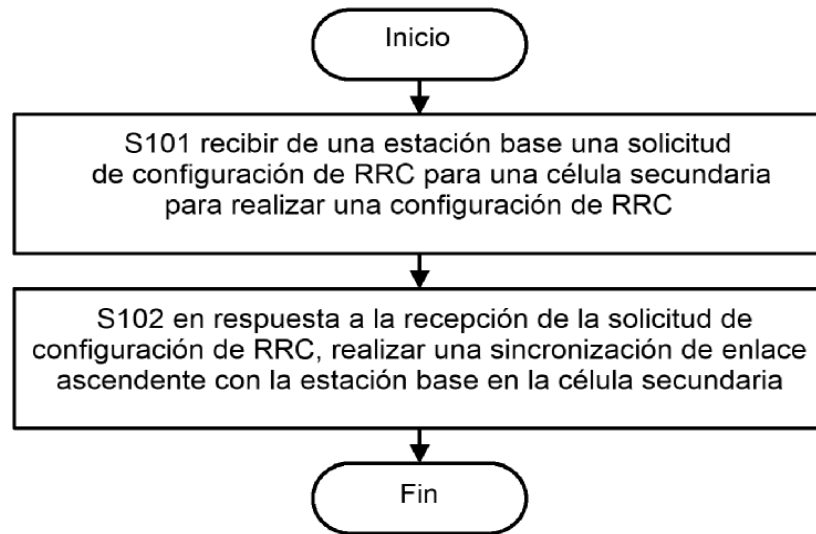 Inicio
S101 recibir de una estación base una solicitud
de configuración de RRC para una célula secundaria
para realizar una configuración de RRC
S102 en respuesta a la recepción de la solicitud de
configuración de RRC, realizar una sincronización de enlace
ascendente con la estación base en la célula secundaria
Fin